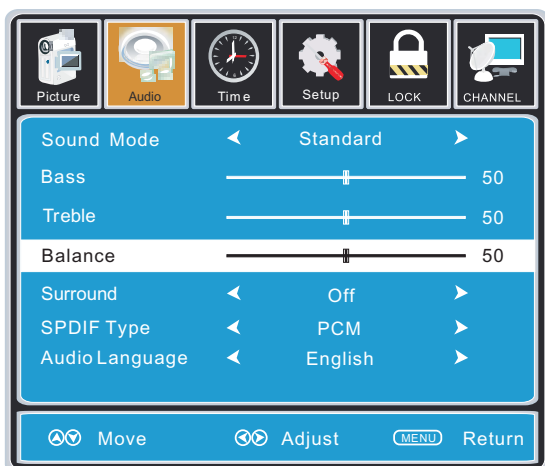 Picture Audio Time Setup LOCK CHANNEL
Sound Mode Standard
Bass 50
Treble 50
Balance 50
Surround Off
SPDIF Type PCM
Audio Language English
Move Adjust MENU Return